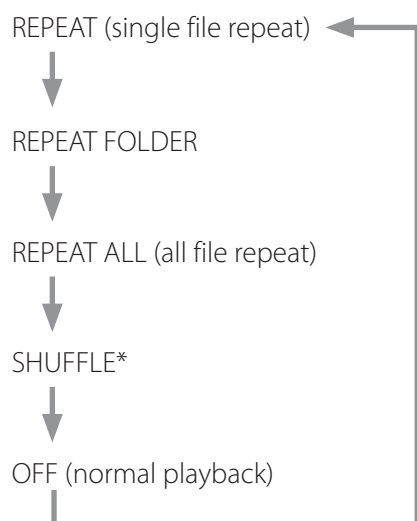 REPEAT (single file repeat)
REPEAT FOLDER
REPEAT ALL (all file repeat)
SHUFFLE*
OFF (normal playback)